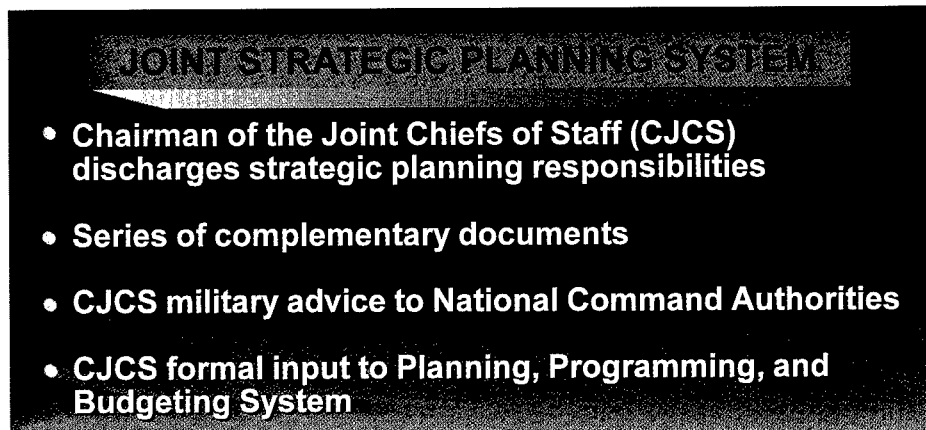 JOINT STRATEGIC PLANNING SYSTEM
• Chairman of the Joint Chiefs of Staff (CJCS)
discharges strategic planning responsibilities
• Series of complementary documents
• CJCS military advice to National Command Authorities
• CJCS formal input to Planning, Programming, and
Budgeting System